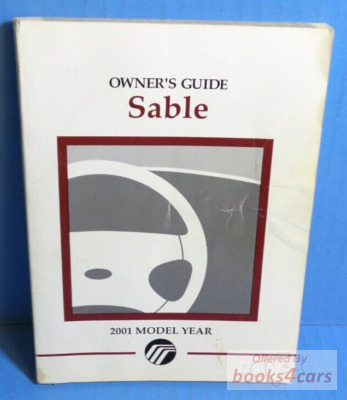 OWNER'S GUIDE
Sable
2001 MODEL YEAR
Offered By
books4cars